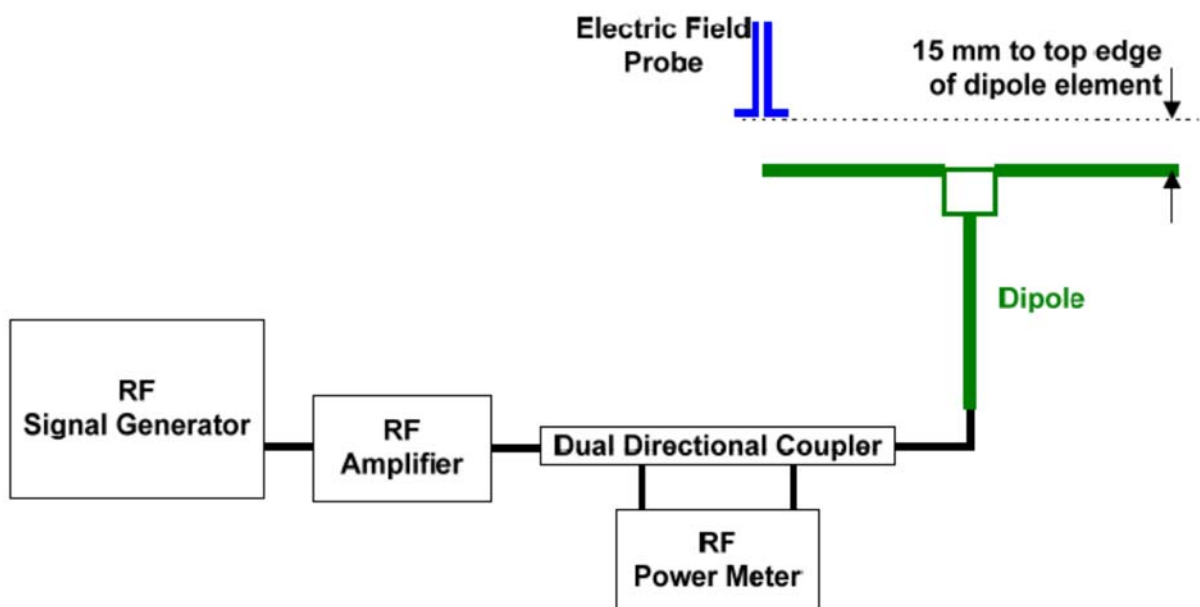 Electric Field
Probe
15 mm to top edge
of dipole element
Dipole
RF
Signal Generator
RF
Amplifier
Dual Directional Coupler
RF
Power Meter